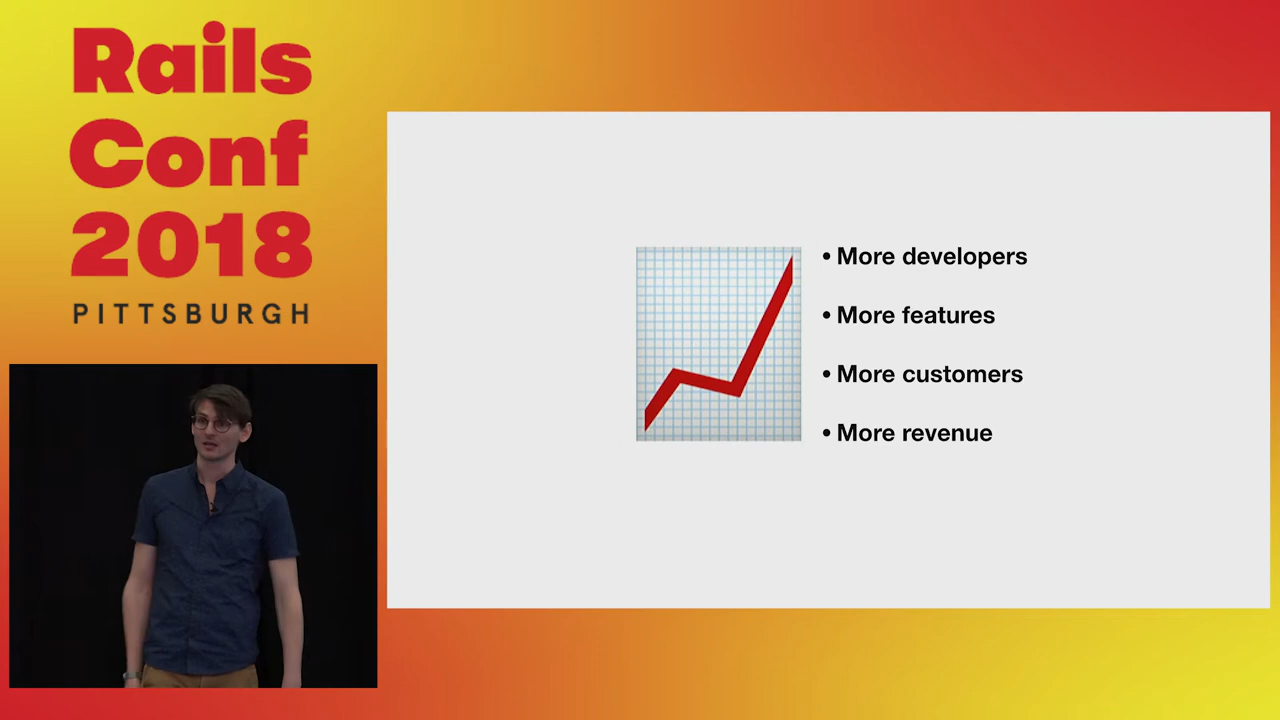 Rails
Conf
2018
PITTSBURGH
• More developers
• More features
• More customers
• More revenue